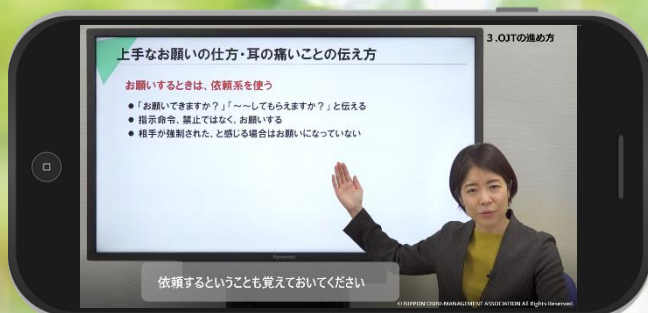 3.OJTの進め方
上手なお願いの仕方・耳の痛いことの伝え方
お願いするときは、依頼系を使う
●「お願いできますか?」「~~してもらえますか?」と伝える
● 指示命令、禁止ではなく、お願いする
● 相手が強制された、と感じる場合はお願いになっていない
Panasonic
依頼するということも覚えておいてください
© NIPPON OMNI-MANAGEMENT ASSOCIATION All Rights Reserved.